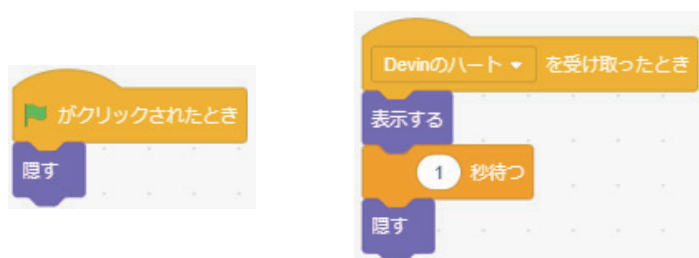 がクリックされたとき
隠す
Devinのハート を受け取ったとき
表示する
1 秒待つ
隠す